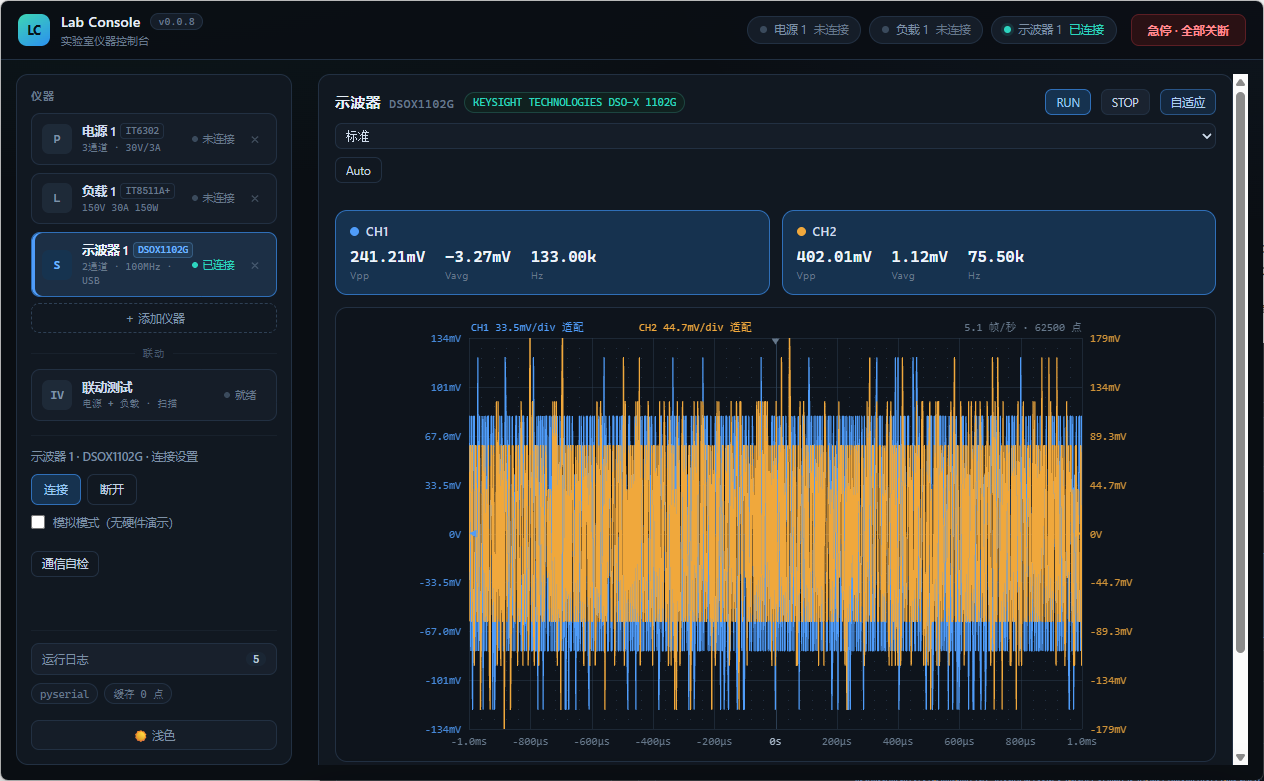 LC
Lab Console v0.0.8
实验室仪器控制台
电源 1 未连接
负载 1 未连接
示波器 1 已连接
急停 · 全部关断
仪器
P
电源 1 IT6302
3通道 · 30V/3A
未连接 ×
L
负载 1 IT8511A+
150V 30A 150W
未连接 ×
S
示波器 1 DSOX1102G
2通道 · 100MHz ·
USB
已连接 ×
+ 添加仪器
联动
IV
联动测试
电源 + 负载 · 扫描
就绪
示波器 1 · DSOX1102G · 连接设置
连接 断开
模拟模式（无硬件演示）
通信自检
运行日志 5
pyserial 缓存 0 点
浅色
示波器 DSOX1102G KEYSIGHT TECHNOLOGIES DSO-X 1102G
RUN STOP 自适应
标准
Auto
CH1
241.21mV -3.27mV 133.00k
Vpp Vavg Hz
CH2
402.01mV 1.12mV 75.50k
Vpp Vavg Hz
CH1 33.5mV/div 适配 CH2 44.7mV/div 适配 5.1 帧/秒 · 62500 点
134mV 179mV
101mV 134mV
67.0mV 89.3mV
33.5mV 44.7mV
0V 0V
-33.5mV -44.7mV
-67.0mV -89.3mV
-101mV -134mV
-134mV -179mV
-1.0ms -800µs -600µs -400µs -200µs 0s 200µs 400µs 600µs 800µs 1.0ms